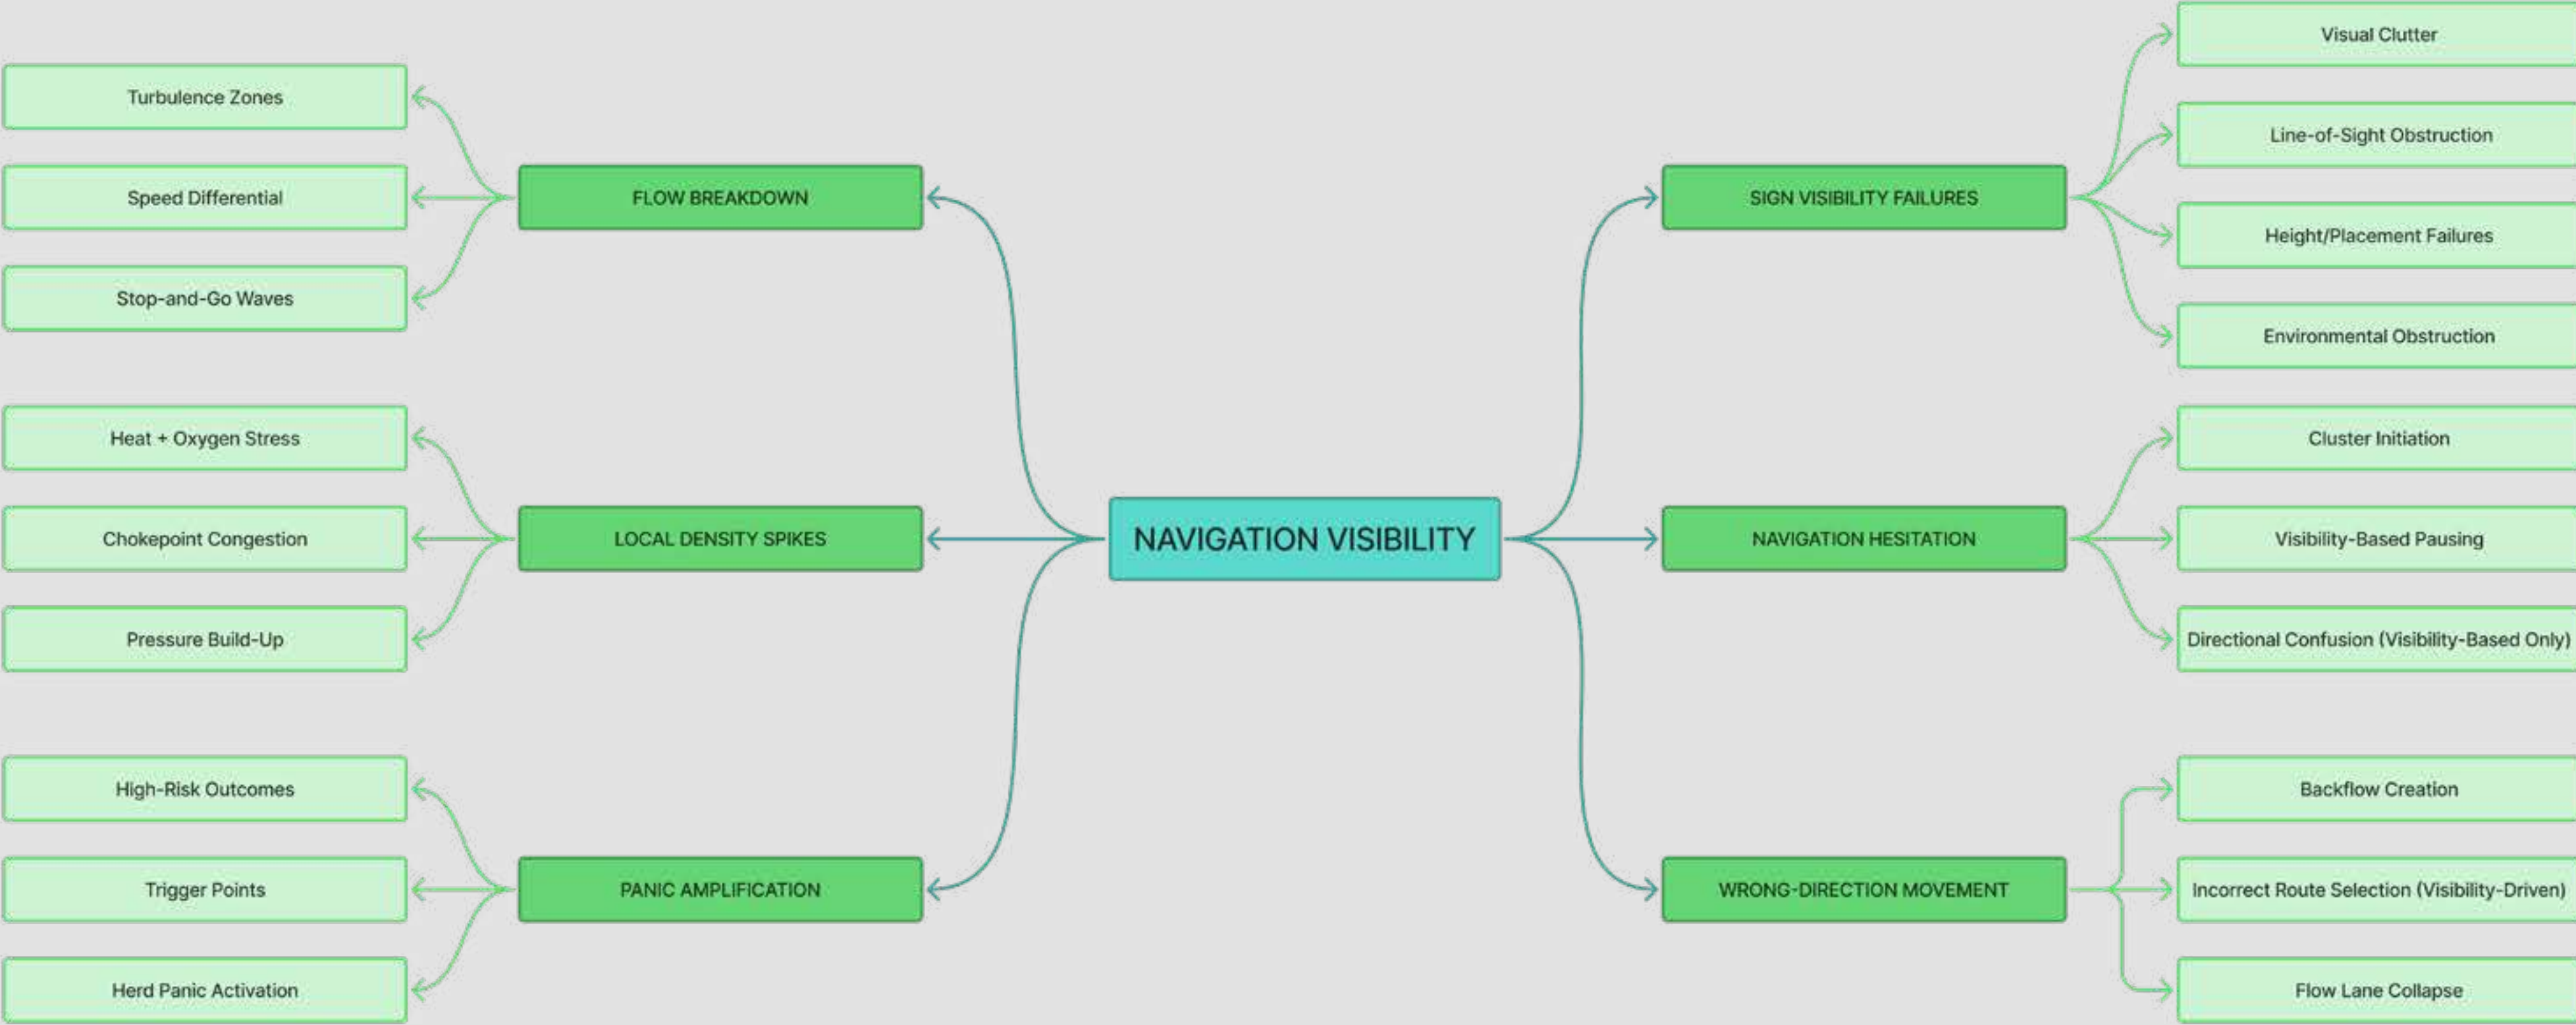 NAVIGATION VISIBILITY
FLOW BREAKDOWN
Turbulence Zones
Speed Differential
Stop-and-Go Waves
LOCAL DENSITY SPIKES
Heat + Oxygen Stress
Chokepoint Congestion
Pressure Build-Up
PANIC AMPLIFICATION
High-Risk Outcomes
Trigger Points
Herd Panic Activation
SIGN VISIBILITY FAILURES
Visual Clutter
Line-of-Sight Obstruction
Height/Placement Failures
Environmental Obstruction
NAVIGATION HESITATION
Cluster Initiation
Visibility-Based Pausing
Directional Confusion (Visibility-Based Only)
WRONG-DIRECTION MOVEMENT
Backflow Creation
Incorrect Route Selection (Visibility-Driven)
Flow Lane Collapse